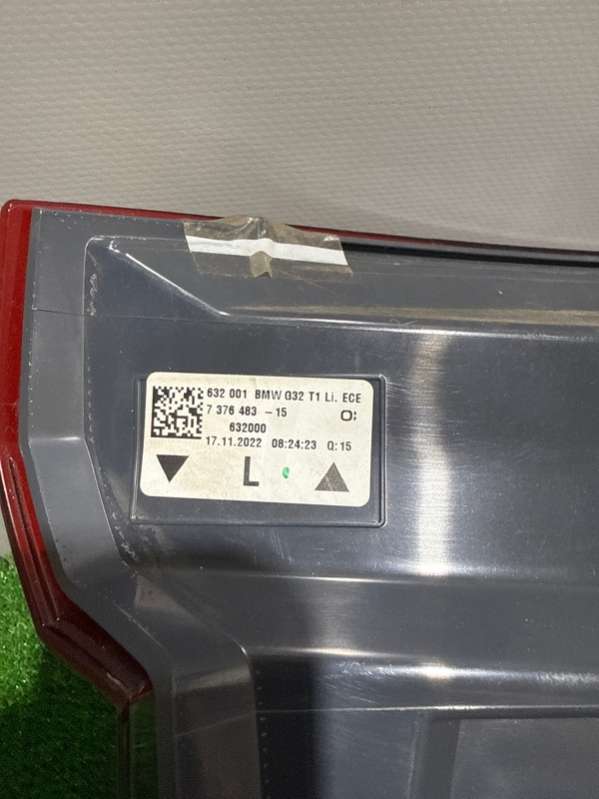 632 001 BMW G32 T1 Li. ECE
7 376 483 -15 O:
632000
17.11.2022 08:24:23 Q:15
L